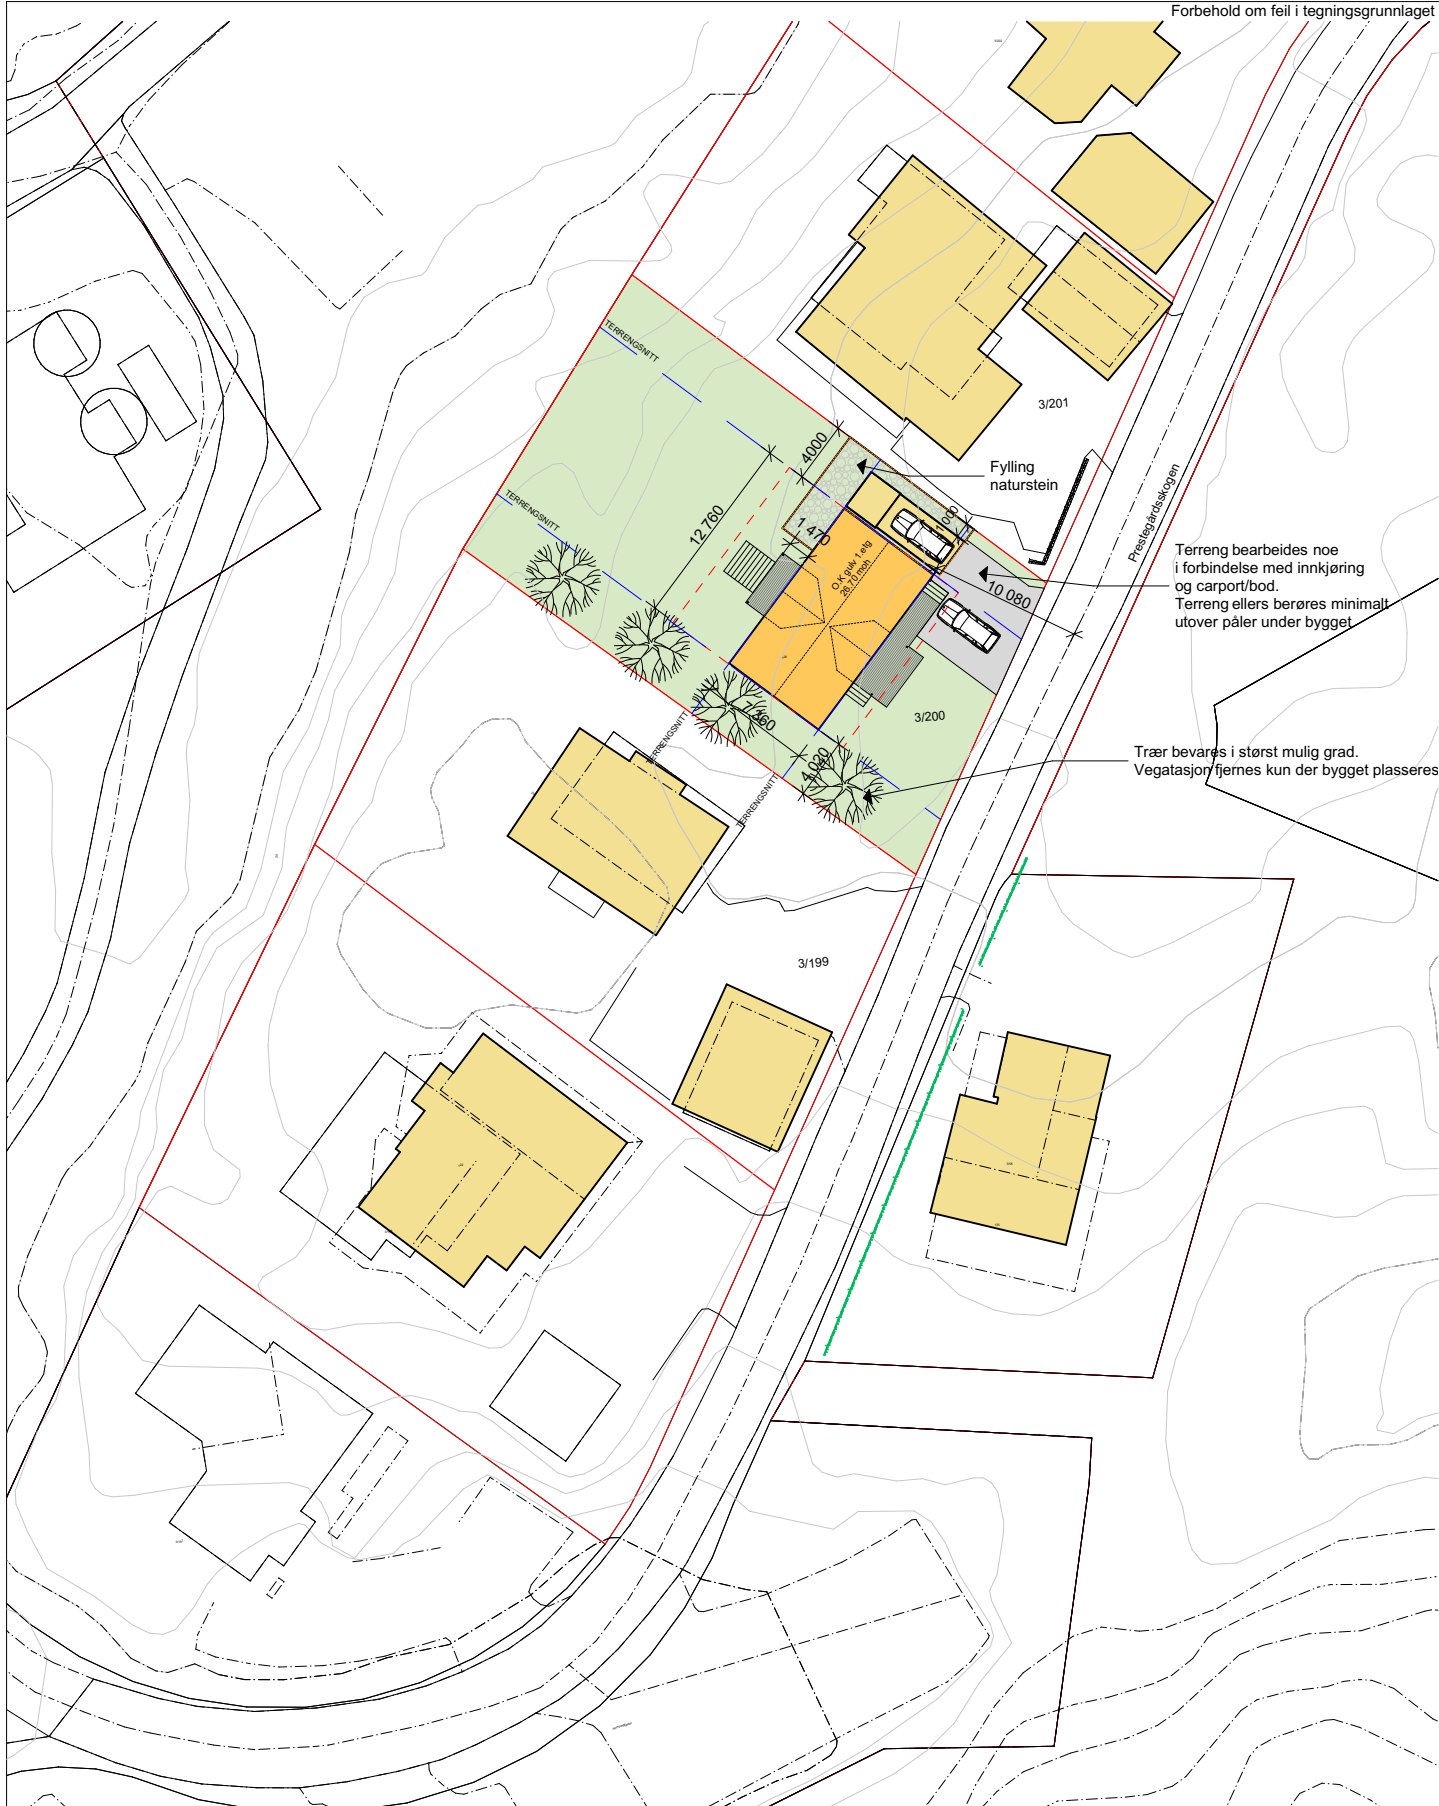 Forbehold om feil i tegningsgrunnlaget
TERRENGSNITT
3/201
4000
Fylling
naturstein
TERRENGSNITT
12 760
1 470
1 000
Prestegårdsskogen
O.K gulv 1.etg
26,70 moh
10 080
Terreng bearbeides noe
i forbindelse med innkjøring
og carport/bod.
Terreng ellers berøres minimalt
utover påler under bygget
7 360
3/200
TERRENGSNITT
4 020
Trær bevares i størst mulig grad.
Vegatasjon fjernes kun der bygget plasseres
TERRENGSNITT
3/199